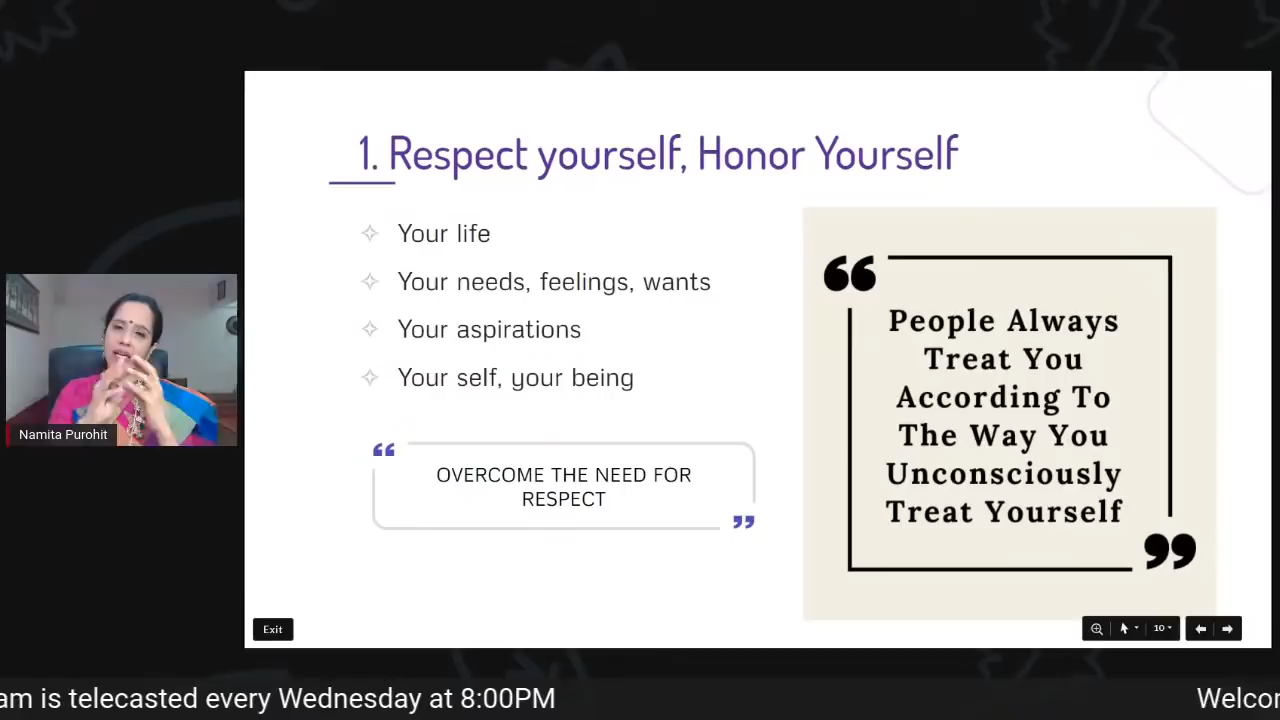 1. Respect yourself, Honor Yourself
Your life
Your needs, feelings, wants
Your aspirations
Your self, your being
OVERCOME THE NEED FOR
RESPECT
People Always
Treat You
According To
The Way You
Unconsciously
Treat Yourself
Namita Purohit
Exit
10
am is telecasted every Wednesday at 8:00PM
Welco